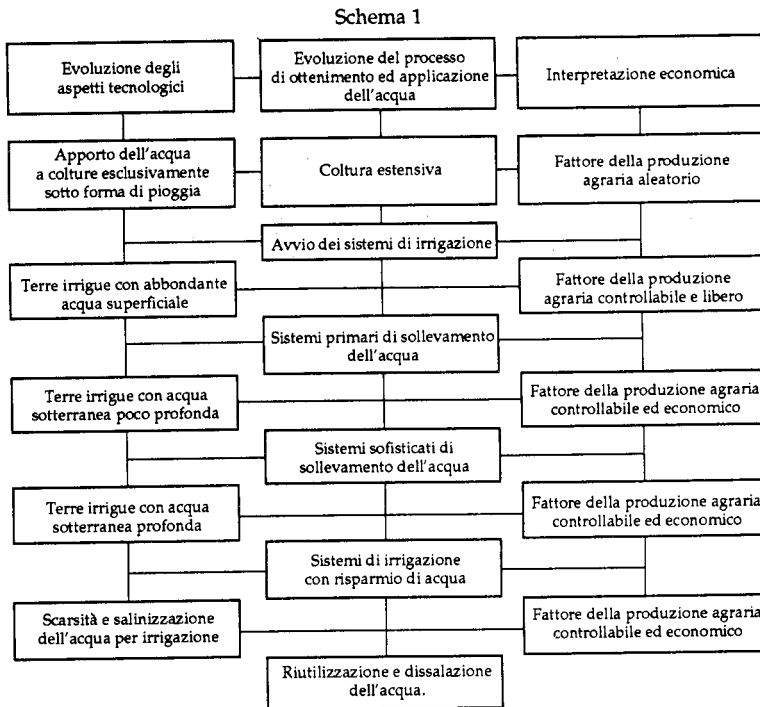 Schema 1
Evoluzione degli
aspetti tecnologici
Evoluzione del processo
di ottenimento ed applicazione
dell'acqua
Interpretazione economica
Apporto dell'acqua
a colture esclusivamente
sotto forma di pioggia
Coltura estensiva
Fattore della produzione
agraria aleatorio
Avvio dei sistemi di irrigazione
Terre irrigue con abbondante
acqua superficiale
Fattore della produzione
agraria controllabile e libero
Sistemi primari di sollevamento
dell'acqua
Terre irrigue con acqua
sotterranea poco profonda
Fattore della produzione agraria
controllabile ed economico
Sistemi sofisticati di
sollevamento dell'acqua
Terre irrigue con acqua
sotterranea profonda
Fattore della produzione agraria
controllabile ed economico
Sistemi di irrigazione
con risparmio di acqua
Scarsità e salinizzazione
dell'acqua per irrigazione
Fattore della produzione agraria
controllabile ed economico
Riutilizzazione e dissalazione
dell'acqua.